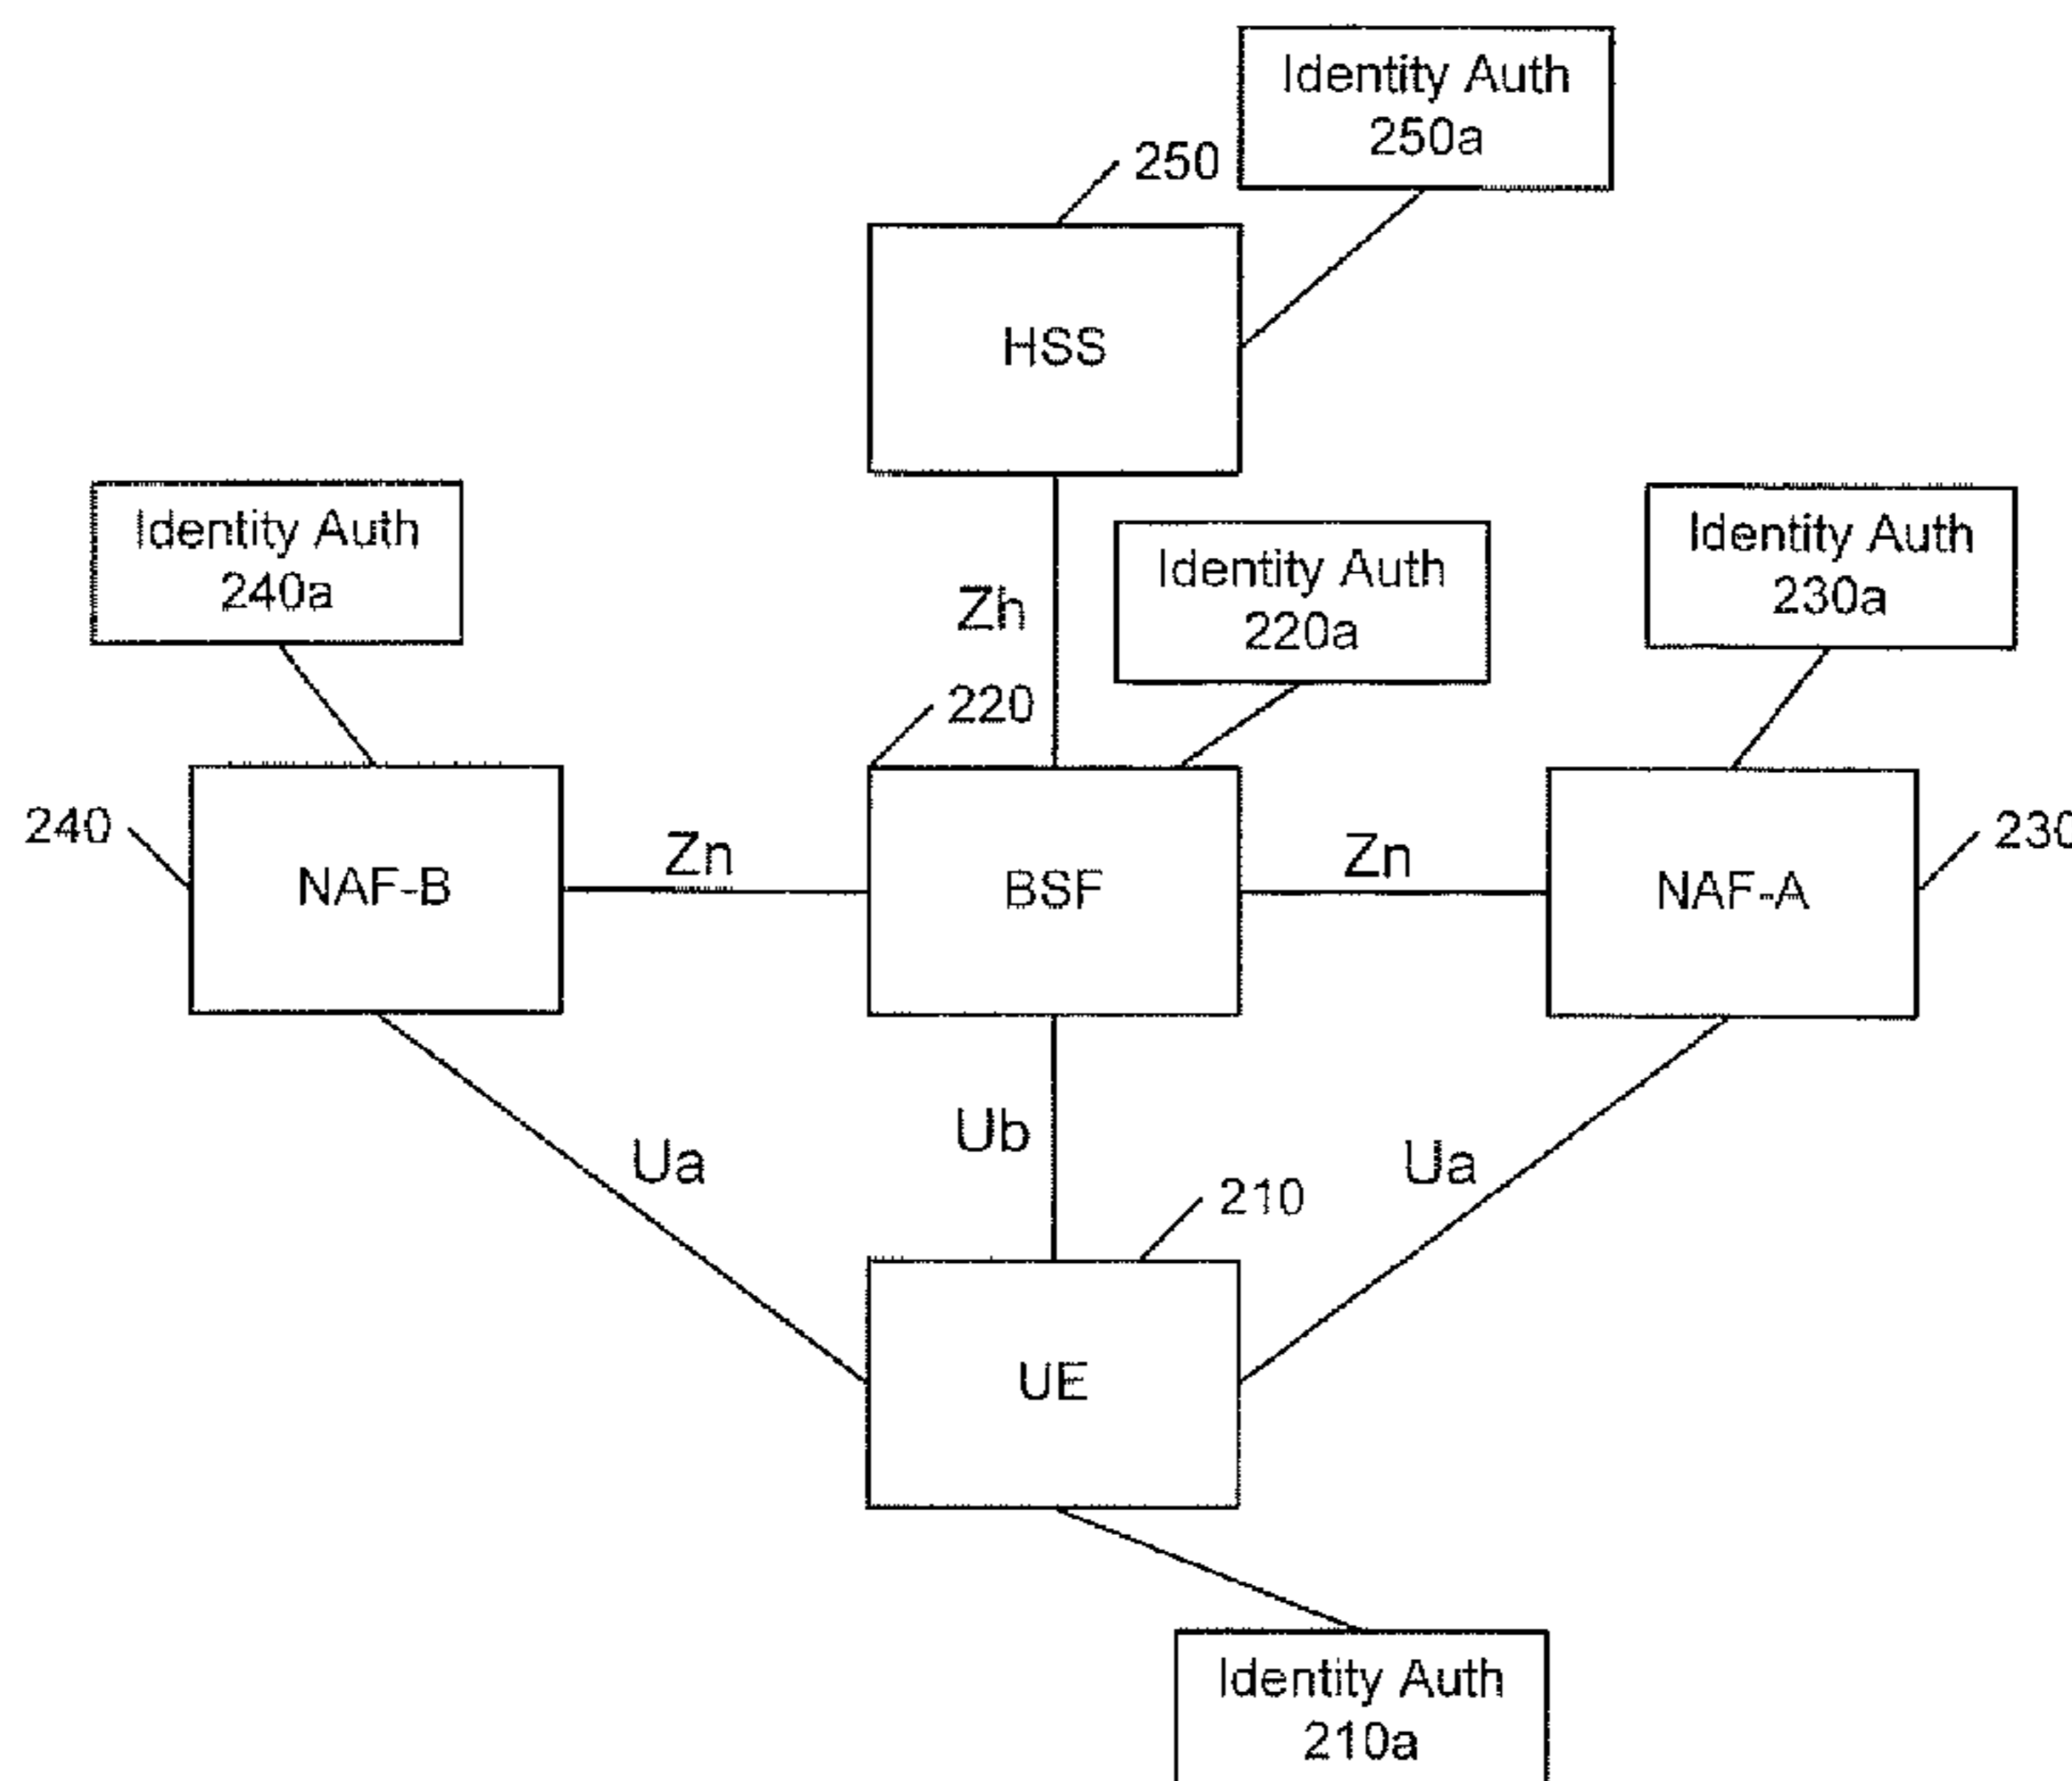 Identity Auth
250a
250
HSS
Identity Auth
240a
Zh
Identity Auth
220a
Identity Auth
230a
220
240
NAF-B
Zn
BSF
Zn
NAF-A
230
Ua
Ub
Ua
210
UE
Identity Auth
210a